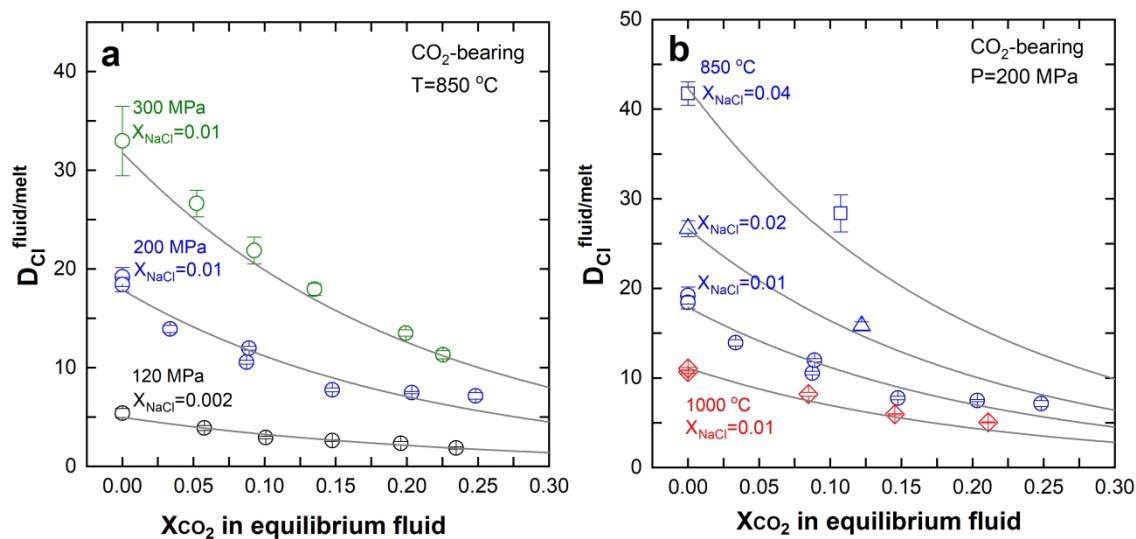 a
CO2-bearing
T=850 °C
300 MPa
XNaCl=0.01
200 MPa
XNaCl=0.01
120 MPa
XNaCl=0.002
40
30
20
10
0
0.00 0.05 0.10 0.15 0.20 0.25 0.30
DCl fluid/melt
XCO2 in equilibrium fluid
b
CO2-bearing
P=200 MPa
850 °C
XNaCl=0.04
XNaCl=0.02
XNaCl=0.01
1000 °C
XNaCl=0.01
50
40
30
20
10
0
0.00 0.05 0.10 0.15 0.20 0.25 0.30
DCl fluid/melt
XCO2 in equilibrium fluid